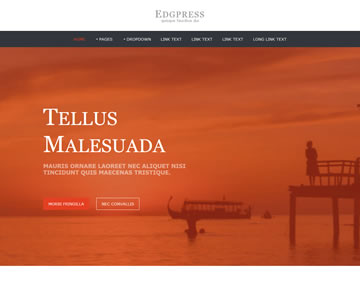 EDGPRESS
HOME + PAGES + DROPDOWN LINK TEXT LINK TEXT LINK TEXT LONG LINK TEXT
TELLUS
MALESUADA
MAURIS ORNARE LAOREET NEC ALIQUET NISI
TINCIDUNT QUIS MAECENAS TRISTIQUE.
MORBI FRINGILLA NEC CONVALLIS